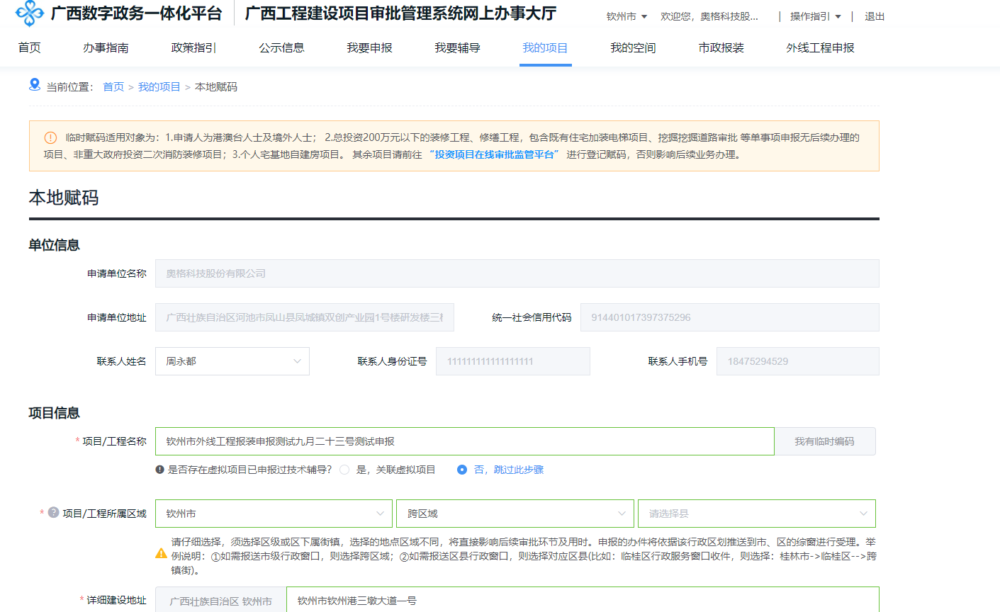 广西数字政务一体化平台 | 广西工程建设项目审批管理系统网上办事大厅 钦州市 欢迎您，奥格科技股... | 操作指引 | 退出
首页 办事指南 政策指引 公示信息 我要申报 我要辅导 我的项目 我的空间 市政报装 外线工程申报
当前位置： 首页 > 我的项目 > 本地赋码
临时赋码适用对象为：1.申请人为港澳台人士及境外人士； 2.总投资200万元以下的装修工程、修缮工程，包含既有住宅加装电梯项目、挖掘挖掘道路审批 等单事项申报无后续办理的
项目、非重大政府投资二次消防装修项目；3.个人宅基地自建房项目。 其余项目请前往 “投资项目在线审批监管平台” 进行登记赋码，否则影响后续业务办理。
本地赋码
单位信息
申请单位名称 奥格科技股份有限公司
申请单位地址 广西壮族自治区河池市凤山县凤城镇双创产业园1号楼研发楼三 统一社会信用代码 914401017397375296
联系人姓名 周永都 联系人身份证号 111111111111111111 联系人手机号 18475294529
项目信息
* 项目/工程名称 钦州市外线工程报装申报测试九月二十三号测试申报 我有临时编码
是否存在虚拟项目已申报过技术辅导？ 是，关联虚拟项目 否，跳过此步骤
* ? 项目/工程所属区域 钦州市 跨区域 请选择县
请仔细选择，须选择区级或区下属街镇，选择的地点区域不同，将直接影响后续审批环节及用时。申报的办件将依据该行政区划推送到市、区的综窗进行受理。举
例说明：①如需报送市级行政窗口，则选择跨区域；②如需报送区县行政窗口，则选择对应区县(比如：临桂区行政服务窗口收件，则选择：桂林市->临桂区-->跨
镇街)。
* 详细建设地址 广西壮族自治区 钦州市 钦州市钦州港三墩大道一号